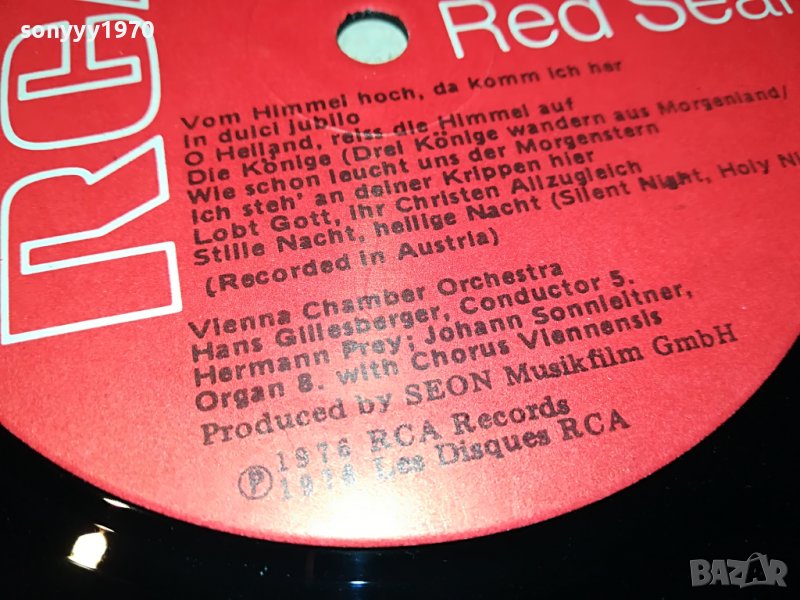 sonyyy1970
RCA
Red Seal
Vom Himmel hoch, da komm ich her
In dulci jubilo
O Heiland, reiss die Himmel auf
Die Könige (Drei Könige wandern aus Morgenland/
Wie schon leucht uns der Morgenstern
Ich steh' an deiner Krippen hier
Lobt Gott, ihr Christen Allzugleich
Stille Nacht, heilige Nacht (Silent Night, Holy Ni
(Recorded in Austria)
Vienna Chamber Orchestra
Hans Gillesberger, Conductor 5.
Hermann Prey; Johann Sonnleitner,
Organ 8. with Chorus Viennensis
Produced by SEON Musikfilm GmbH
℗ 1976 RCA Records
1976 Les Disques RCA
BAZAR